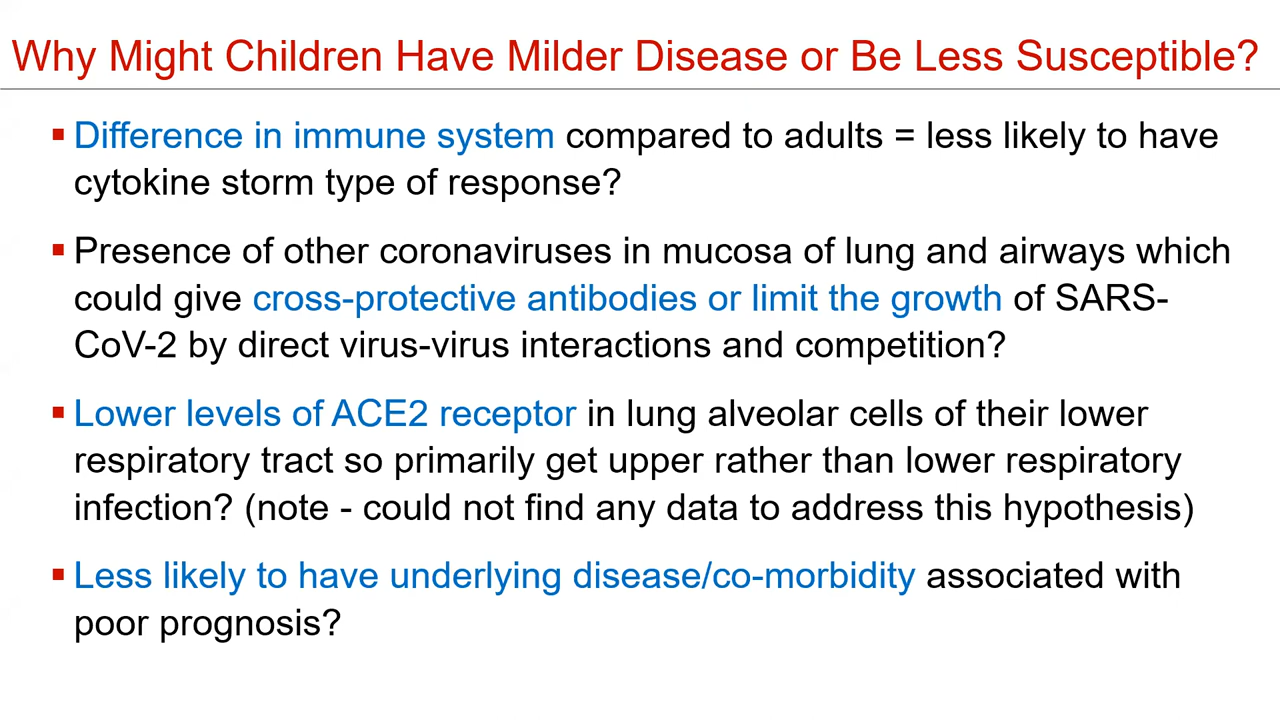 Why Might Children Have Milder Disease or Be Less Susceptible?
▪ Difference in immune system compared to adults = less likely to have
cytokine storm type of response?
▪ Presence of other coronaviruses in mucosa of lung and airways which
could give cross-protective antibodies or limit the growth of SARS-
CoV-2 by direct virus-virus interactions and competition?
▪ Lower levels of ACE2 receptor in lung alveolar cells of their lower
respiratory tract so primarily get upper rather than lower respiratory
infection? (note - could not find any data to address this hypothesis)
▪ Less likely to have underlying disease/co-morbidity associated with
poor prognosis?